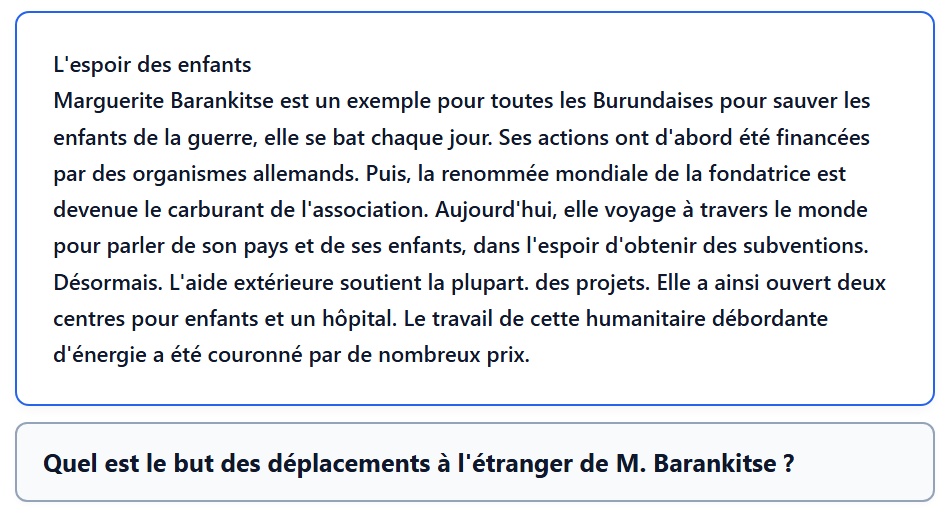 L'espoir des enfants
Marguerite Barankitse est un exemple pour toutes les Burundaises pour sauver les
enfants de la guerre, elle se bat chaque jour. Ses actions ont d'abord été financées
par des organismes allemands. Puis, la renommée mondiale de la fondatrice est
devenue le carburant de l'association. Aujourd'hui, elle voyage à travers le monde
pour parler de son pays et de ses enfants, dans l'espoir d'obtenir des subventions.
Désormais. L'aide extérieure soutient la plupart. des projets. Elle a ainsi ouvert deux
centres pour enfants et un hôpital. Le travail de cette humanitaire débordante
d'énergie a été couronné par de nombreux prix.
Quel est le but des déplacements à l'étranger de M. Barankitse ?